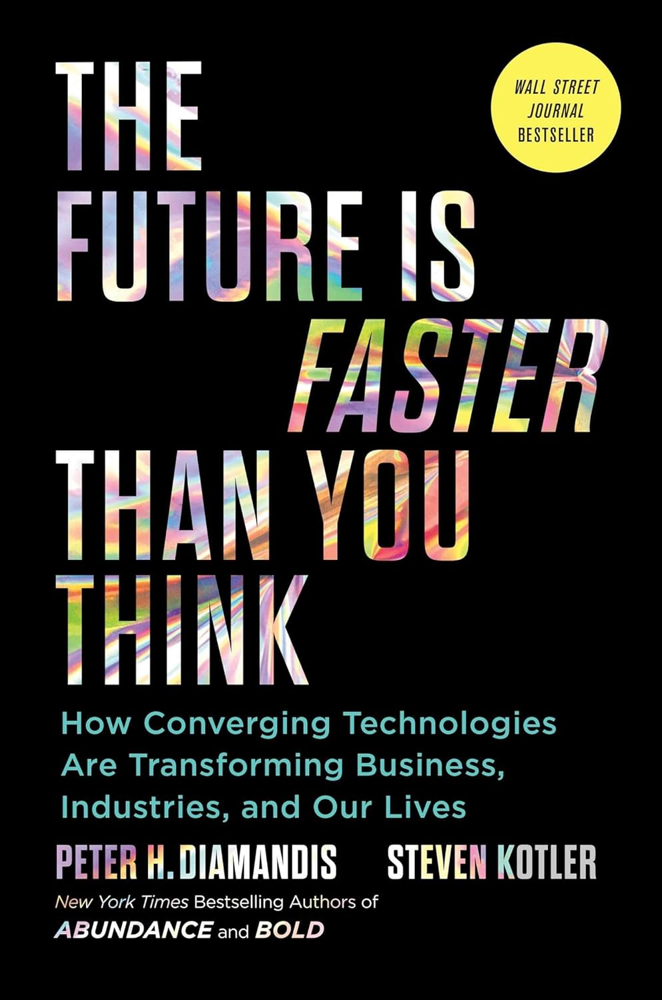 THE
WALL STREET
JOURNAL
BESTSELLER
FUTURE IS
FASTER
THAN YOU
THINK
How Converging Technologies
Are Transforming Business,
Industries, and Our Lives
PETER H. DIAMANDIS STEVEN KOTLER
New York Times Bestselling Authors of
ABUNDANCE and BOLD